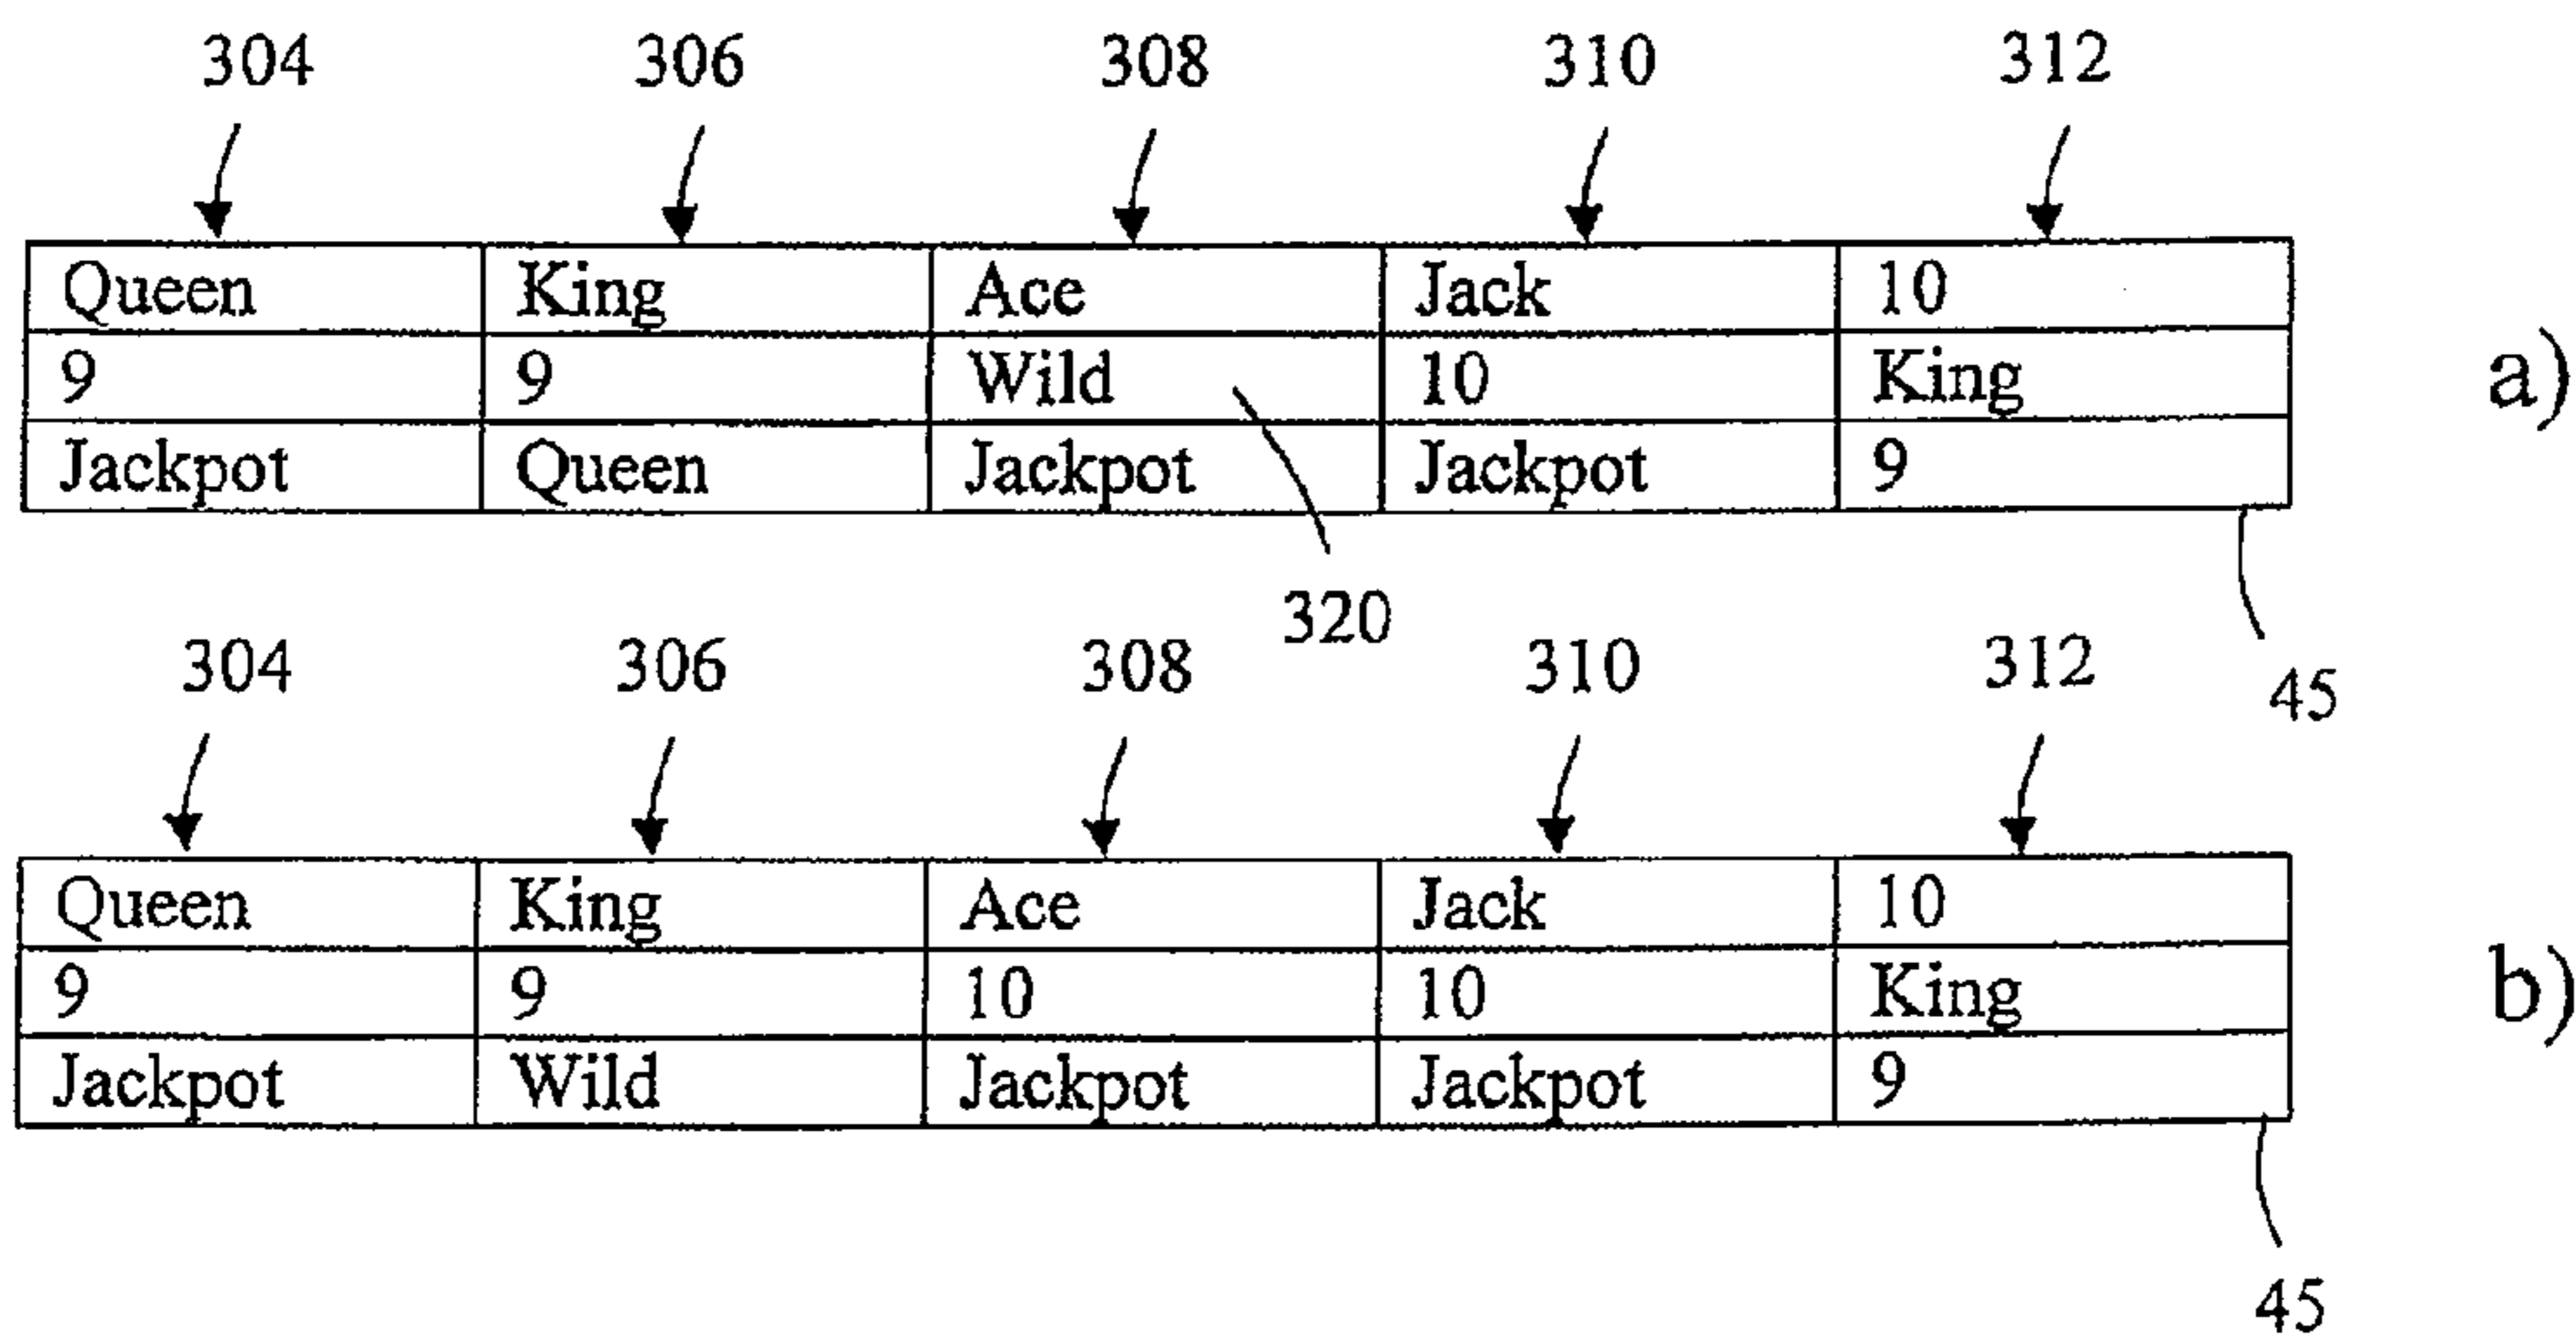 304 306 308 310 312
Queen King Ace Jack 10
9 9 Wild 10 King
a)
Jackpot Queen Jackpot Jackpot 9
320
304 306 308 310 312
45
Queen King Ace Jack 10
9 9 10 10 King
b)
Jackpot Wild Jackpot Jackpot 9
45